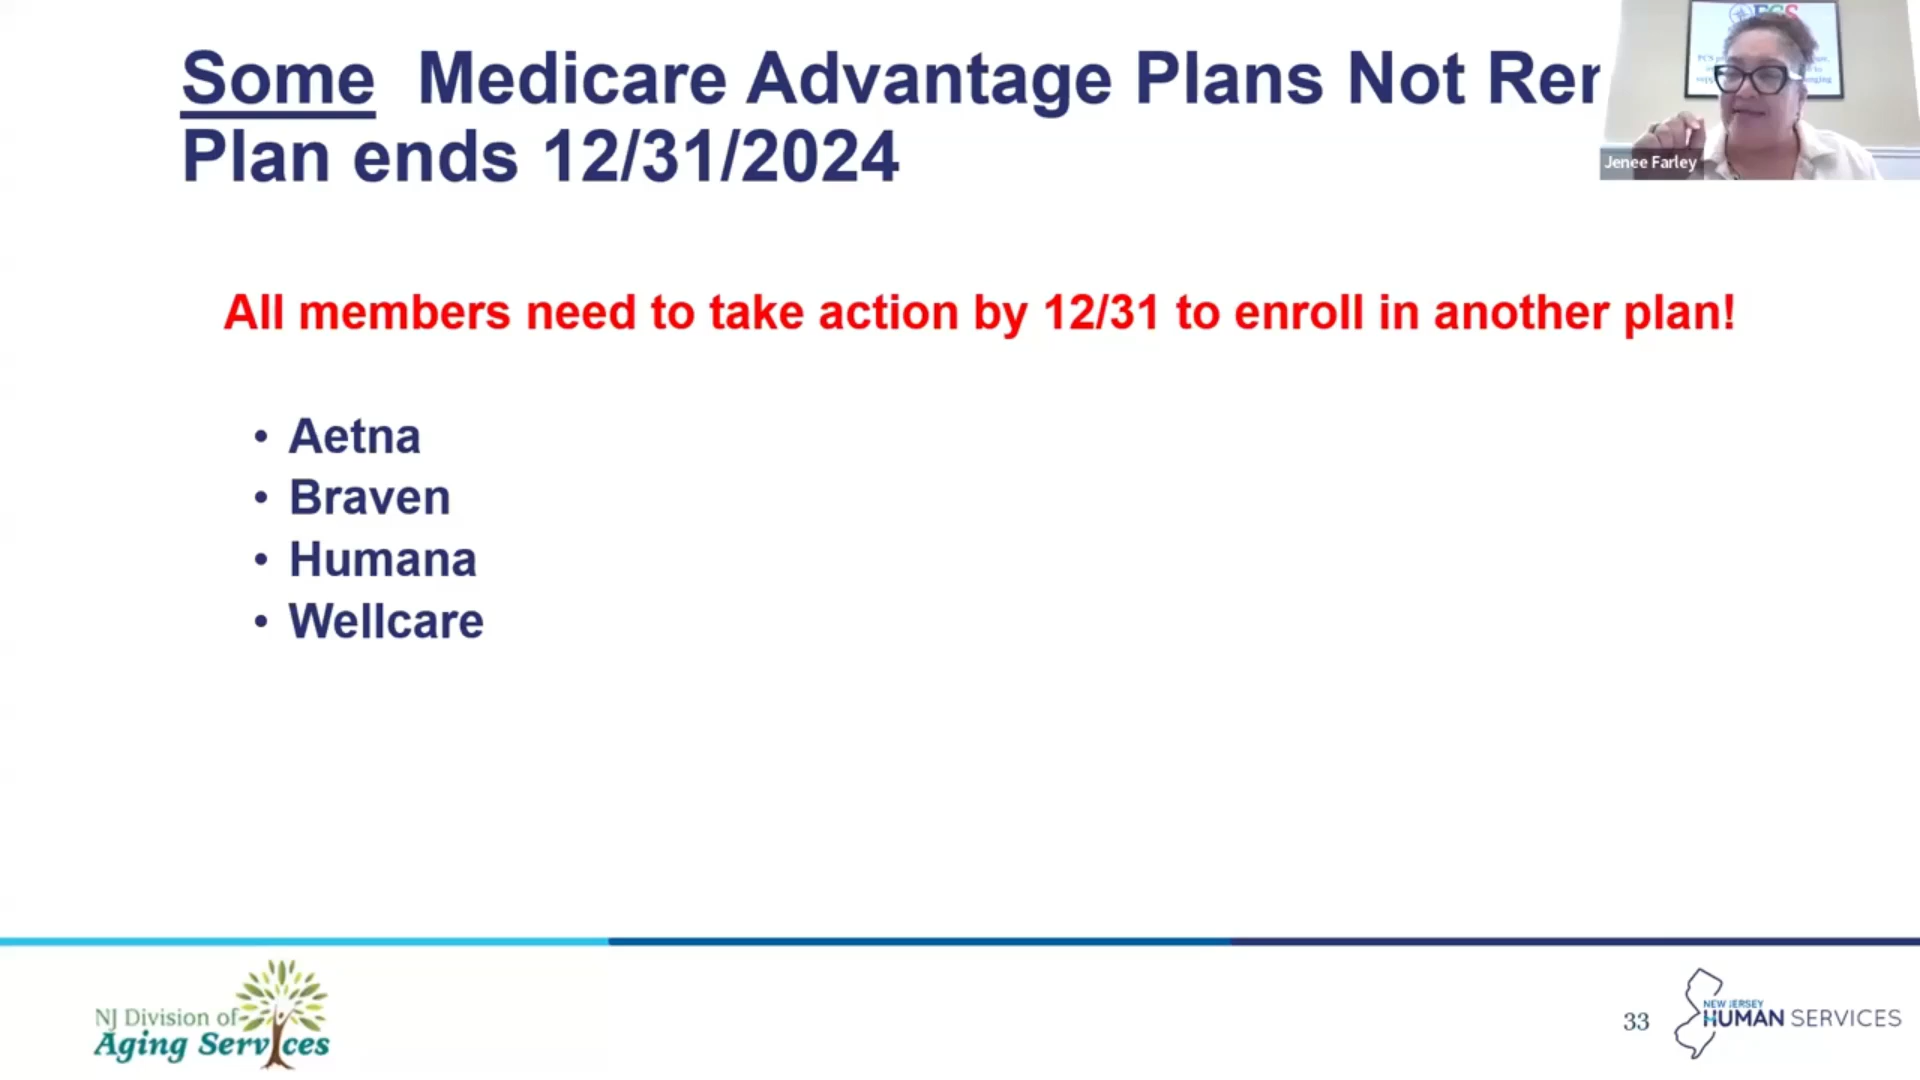 Some Medicare Advantage Plans Not
Plan ends 12/31/2024
Jenee Farley
All members need to take action by 12/31 to enroll in another plan!
• Aetna
• Braven
• Humana
• Wellcare
NJ Division of
Aging Services
33
NEW JERSEY
HUMAN SERVICES